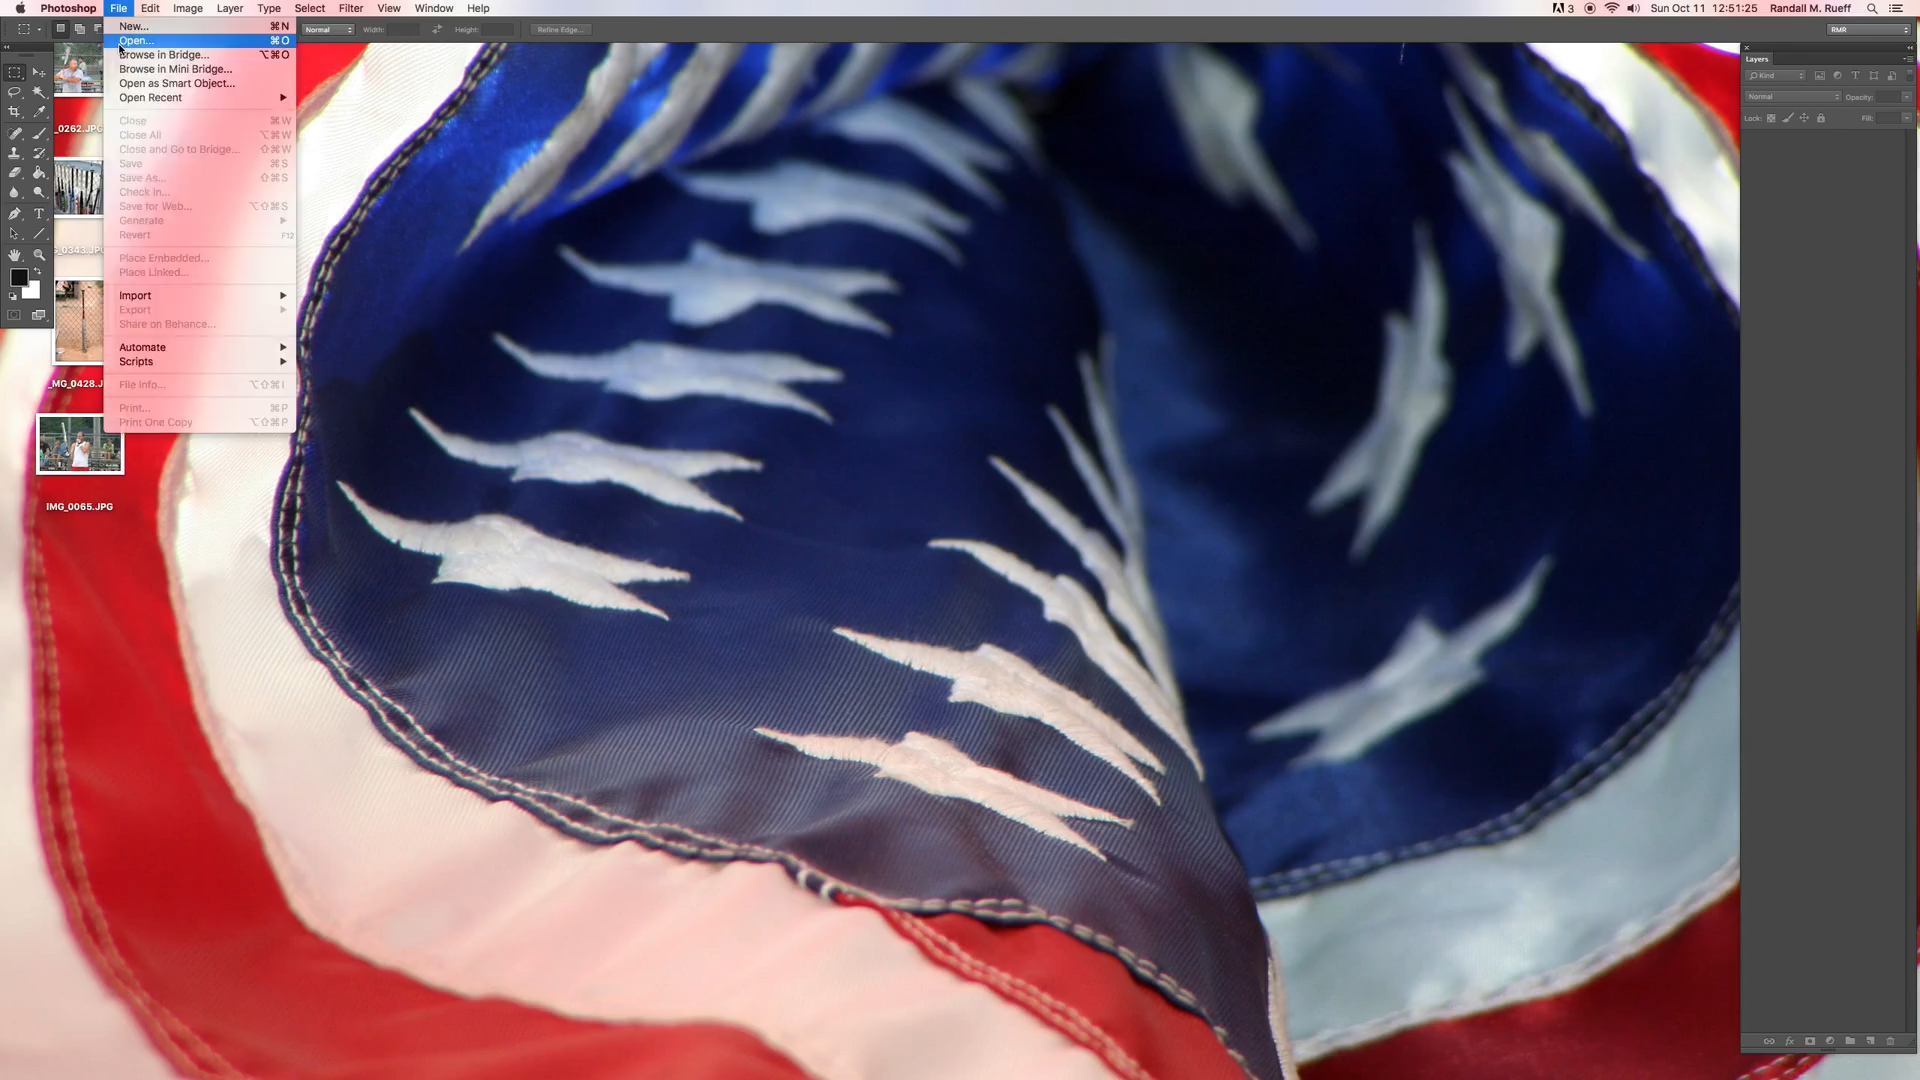 Photoshop File Edit Image Layer Type Select Filter View Window Help 3 Sun Oct 11 12:51:25 Randall M. Rueff
Normal Width: Height: Refine Edge... RMR
New... ⌘N
Open... ⌘O
Browse in Bridge... ⌥⌘O
Browse in Mini Bridge...
Open as Smart Object...
Open Recent
Close ⌘W
Close All ⌥⌘W
Close and Go to Bridge... ⇧⌘W
Save ⌘S
Save As... ⇧⌘S
Check In...
Save for Web... ⌥⇧⌘S
Generate
Revert F12
Place Embedded...
Place Linked...
Import
Export
Share on Behance...
Automate
Scripts
File Info... ⌥⇧⌘I
Print... ⌘P
Print One Copy ⌥⇧⌘P
_0262.JPG
_0343.JPG
_MG_0428.J
IMG_0065.JPG
Layers
Kind
Normal Opacity:
Lock: Fill: